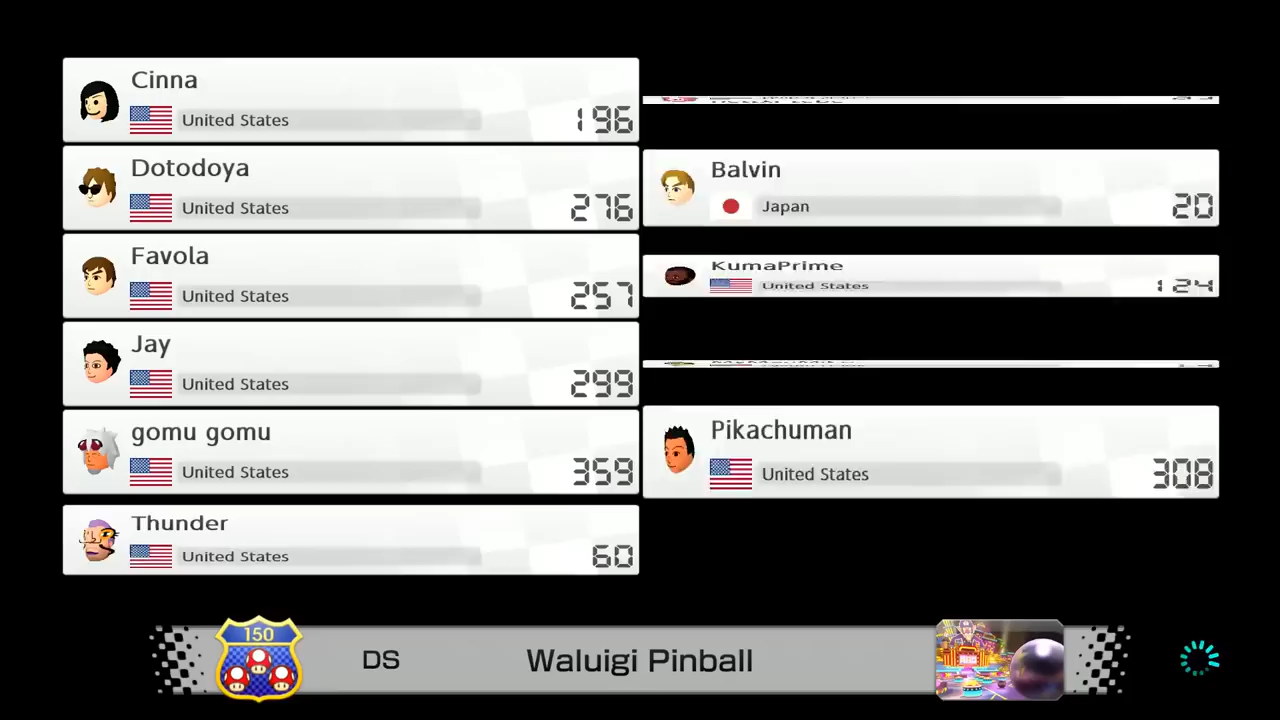 Cinna
United States
196
Dotodoya
United States
276
Favola
United States
257
Jay
United States
299
gomu gomu
United States
359
Thunder
United States
60
Balvin
Japan
20
KumaPrime
United States
124
Pikachuman
United States
308
150
DS
Waluigi Pinball